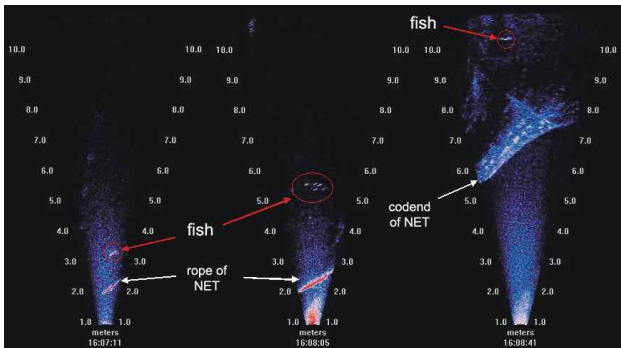 fish
10.0 10.0 10.0 10.0 10.0 10.0
9.0 9.0 9.0 9.0 9.0 9.0
8.0 8.0 8.0 8.0 8.0 8.0
7.0 7.0 7.0 7.0 7.0 7.0
6.0 6.0 6.0 6.0 6.0 6.0
5.0 5.0 5.0 5.0 5.0 5.0
codend
of NET
4.0 4.0 4.0 4.0 4.0 4.0
fish
3.0 3.0 3.0 3.0 3.0 3.0
rope of
NET
2.0 2.0 2.0 2.0 2.0 2.0
1.0 1.0 1.0 1.0 1.0 1.0
meters meters meters
16:07:11 16:08:05 16:08:41